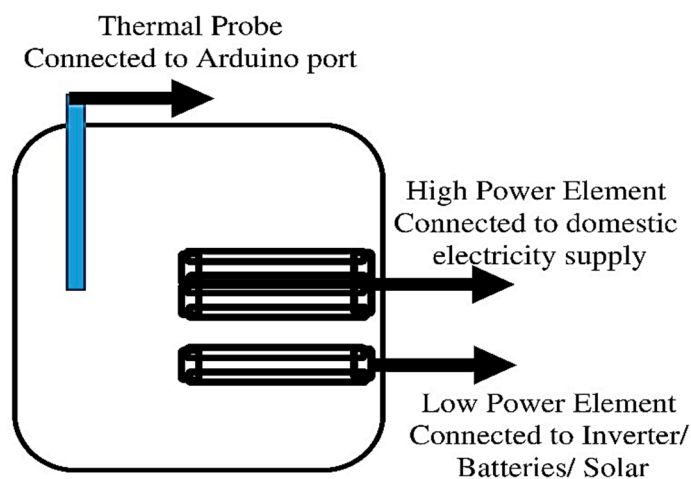 Thermal Probe
Connected to Arduino port
High Power Element
Connected to domestic
electricity supply
Low Power Element
Connected to Inverter/
Batteries/ Solar